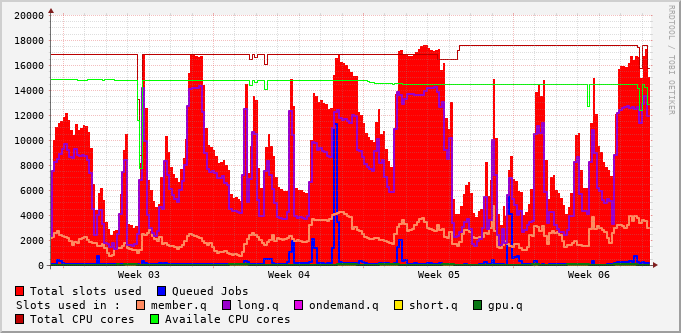 20000
18000
16000
14000
12000
10000
8000
6000
4000
2000
0
Week 03 Week 04 Week 05 Week 06
RRDTOOL / TOBI OETIKER
Total slots used Queued Jobs
Slots used in : member.q long.q ondemand.q short.q gpu.q
Total CPU cores Availale CPU cores